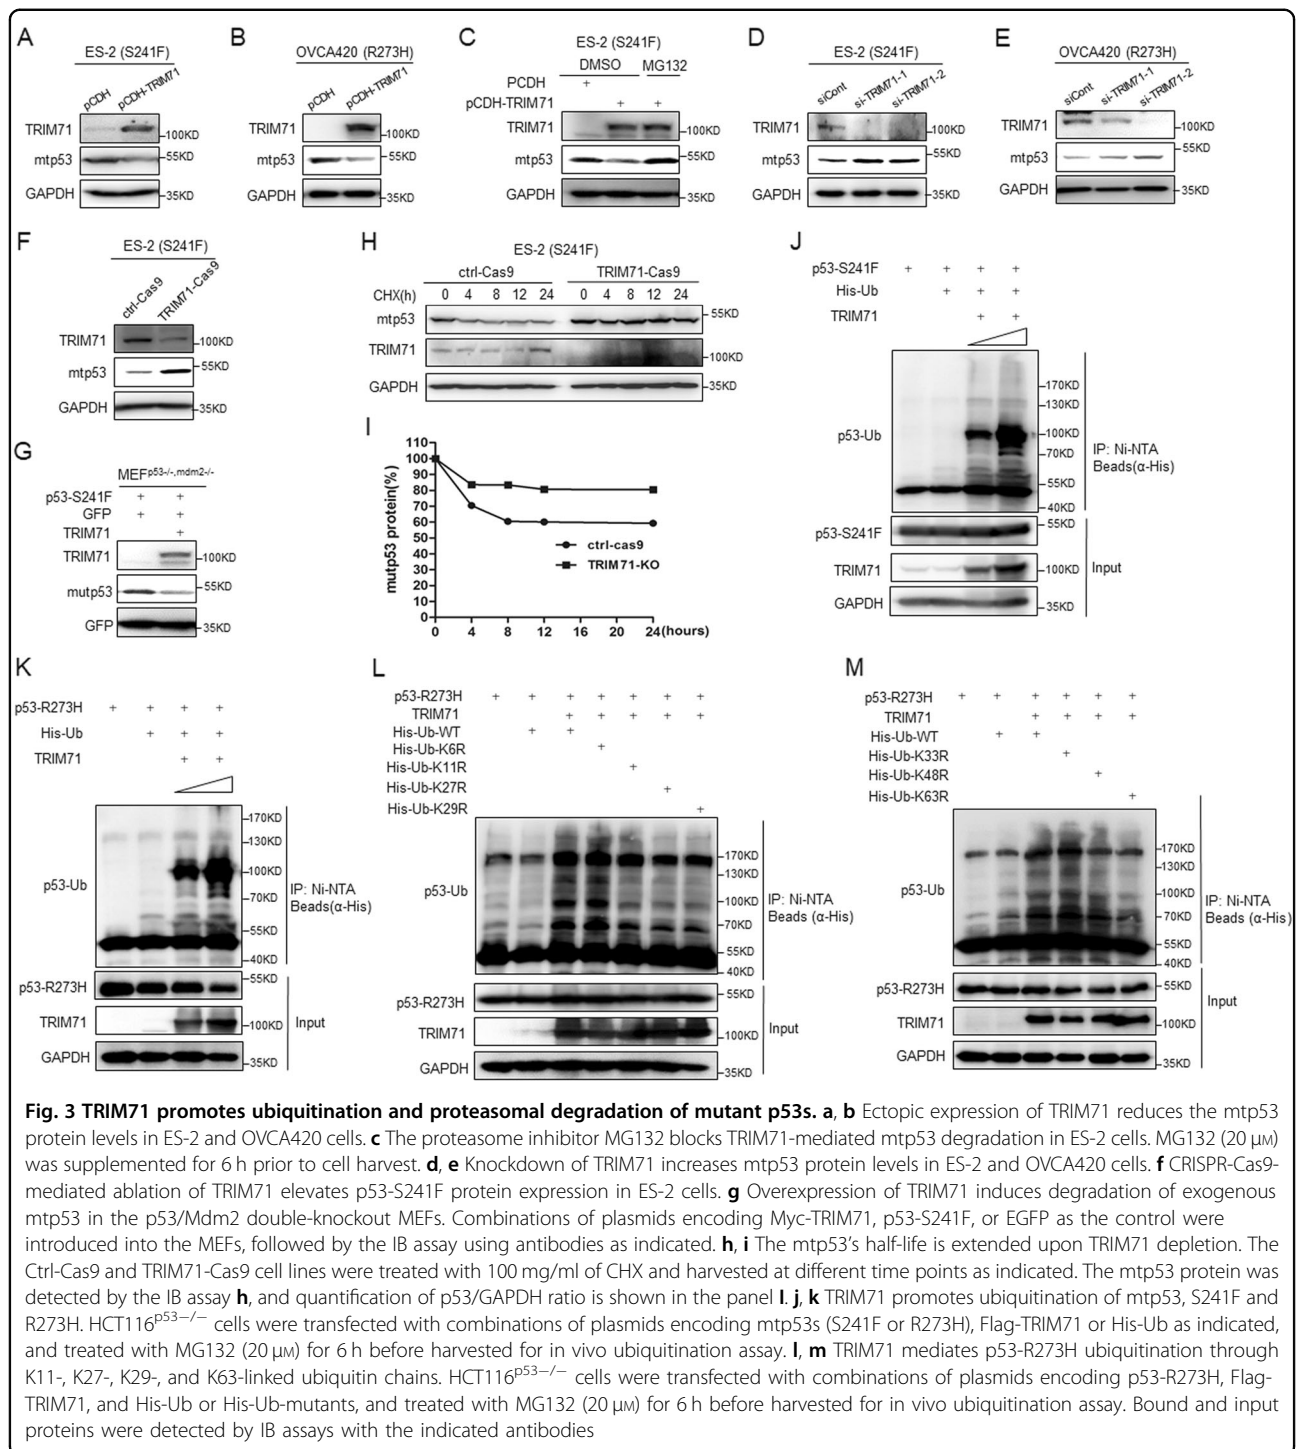 A
ES-2 (S241F)
pCDH
pCDH-TRIM71
TRIM71
100KD
mtp53
55KD
GAPDH
35KD
B
OVCA420 (R273H)
pCDH
pCDH-TRIM71
TRIM71
100KD
mtp53
55KD
GAPDH
35KD
C
ES-2 (S241F)
DMSO MG132
PCDH +
pCDH-TRIM71 + +
TRIM71
100KD
mtp53
55KD
GAPDH
35KD
D
ES-2 (S241F)
siCont
si-TRIM71-1
si-TRIM71-2
TRIM71
100KD
mtp53
55KD
GAPDH
35KD
E
OVCA420 (R273H)
siCont
si-TRIM71-1
si-TRIM71-2
TRIM71
100KD
mtp53
55KD
GAPDH
35KD
F
ES-2 (S241F)
ctrl-Cas9
TRIM71-Cas9
TRIM71
100KD
mtp53
55KD
GAPDH
35KD
G
MEFp53-/-,mdm2-/-
p53-S241F + +
GFP + +
TRIM71 +
TRIM71
100KD
mutp53
55KD
GFP
35KD
H
ES-2 (S241F)
ctrl-Cas9 TRIM71-Cas9
CHX(h) 0 4 8 12 24 0 4 8 12 24
mtp53
55KD
TRIM71
100KD
GAPDH
35KD
I
mutp53 protein(%)
110
100
90
80
70
60
50
40
30
20
10
0
ctrl-cas9
TRIM71-KO
0 4 8 12 16 20 24(hours)
J
p53-S241F + + + +
His-Ub + + +
TRIM71 + +
p53-Ub
170KD
130KD
100KD
70KD
55KD
40KD
IP: Ni-NTA
Beads(α-His)
p53-S241F
55KD
TRIM71
100KD
GAPDH
35KD
Input
K
p53-R273H + + + +
His-Ub + + +
TRIM71 + +
p53-Ub
170KD
130KD
100KD
70KD
55KD
40KD
IP: Ni-NTA
Beads(α-His)
p53-R273H
55KD
TRIM71
100KD
GAPDH
35KD
Input
L
p53-R273H + + + + + + +
TRIM71 + + + + +
His-Ub-WT + +
His-Ub-K6R +
His-Ub-K11R +
His-Ub-K27R +
His-Ub-K29R +
p53-Ub
170KD
130KD
100KD
70KD
55KD
40KD
IP: Ni-NTA
Beads (α-His)
p53-R273H
55KD
TRIM71
100KD
GAPDH
35KD
Input
M
p53-R273H + + + + + +
TRIM71 + + + +
His-Ub-WT + +
His-Ub-K33R +
His-Ub-K48R +
His-Ub-K63R +
p53-Ub
170KD
130KD
100KD
70KD
55KD
40KD
IP: Ni-NTA
Beads (α-His)
p53-R273H
55KD
TRIM71
100KD
GAPDH
35KD
Input
Fig. 3 TRIM71 promotes ubiquitination and proteasomal degradation of mutant p53s. a, b Ectopic expression of TRIM71 reduces the mtp53
protein levels in ES-2 and OVCA420 cells. c The proteasome inhibitor MG132 blocks TRIM71-mediated mtp53 degradation in ES-2 cells. MG132 (20 μM)
was supplemented for 6 h prior to cell harvest. d, e Knockdown of TRIM71 increases mtp53 protein levels in ES-2 and OVCA420 cells. f CRISPR-Cas9-
mediated ablation of TRIM71 elevates p53-S241F protein expression in ES-2 cells. g Overexpression of TRIM71 induces degradation of exogenous
mtp53 in the p53/Mdm2 double-knockout MEFs. Combinations of plasmids encoding Myc-TRIM71, p53-S241F, or EGFP as the control were
introduced into the MEFs, followed by the IB assay using antibodies as indicated. h, i The mtp53's half-life is extended upon TRIM71 depletion. The
Ctrl-Cas9 and TRIM71-Cas9 cell lines were treated with 100 mg/ml of CHX and harvested at different time points as indicated. The mtp53 protein was
detected by the IB assay h, and quantification of p53/GAPDH ratio is shown in the panel I. j, k TRIM71 promotes ubiquitination of mtp53, S241F and
R273H. HCT116p53−/− cells were transfected with combinations of plasmids encoding mtp53s (S241F or R273H), Flag-TRIM71 or His-Ub as indicated,
and treated with MG132 (20 μM) for 6 h before harvested for in vivo ubiquitination assay. l, m TRIM71 mediates p53-R273H ubiquitination through
K11-, K27-, K29-, and K63-linked ubiquitin chains. HCT116p53−/− cells were transfected with combinations of plasmids encoding p53-R273H, Flag-
TRIM71, and His-Ub or His-Ub-mutants, and treated with MG132 (20 μM) for 6 h before harvested for in vivo ubiquitination assay. Bound and input
proteins were detected by IB assays with the indicated antibodies